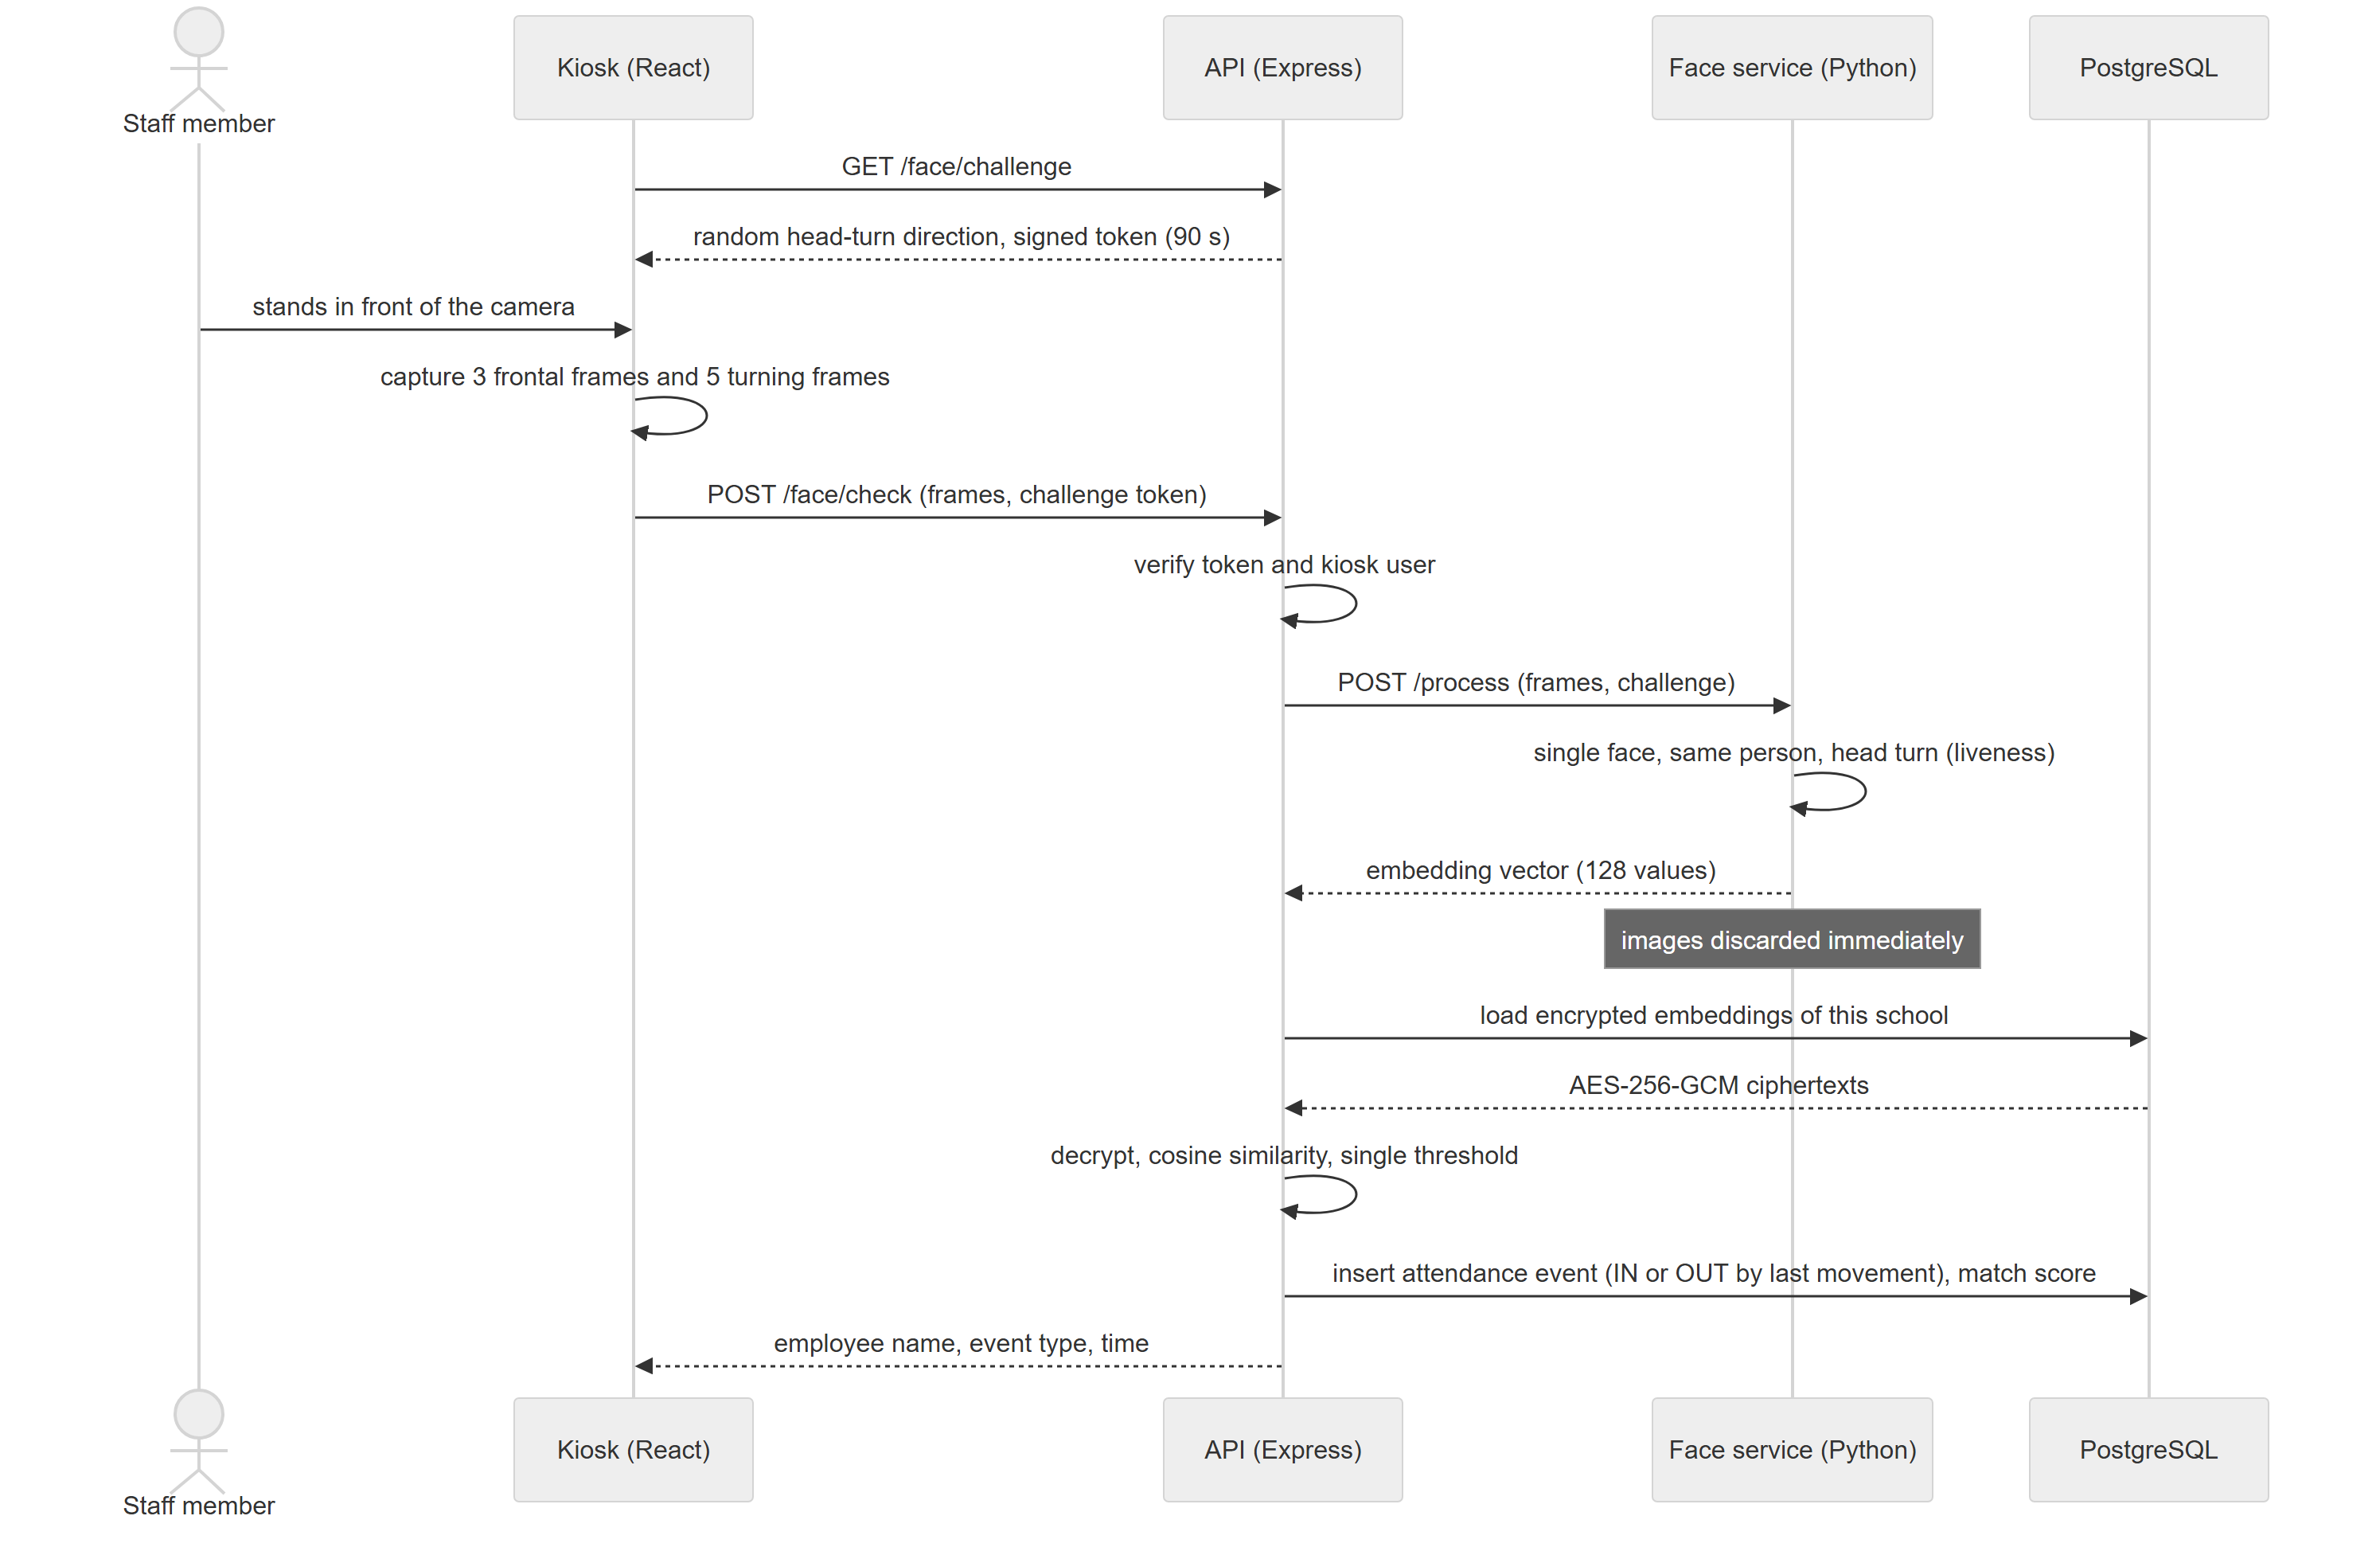 Staff member
Kiosk (React)
API (Express)
Face service (Python)
PostgreSQL
GET /face/challenge
random head-turn direction, signed token (90 s)
stands in front of the camera
capture 3 frontal frames and 5 turning frames
POST /face/check (frames, challenge token)
verify token and kiosk user
POST /process (frames, challenge)
single face, same person, head turn (liveness)
embedding vector (128 values)
images discarded immediately
load encrypted embeddings of this school
AES-256-GCM ciphertexts
decrypt, cosine similarity, single threshold
insert attendance event (IN or OUT by last movement), match score
employee name, event type, time
Staff member
Kiosk (React)
API (Express)
Face service (Python)
PostgreSQL